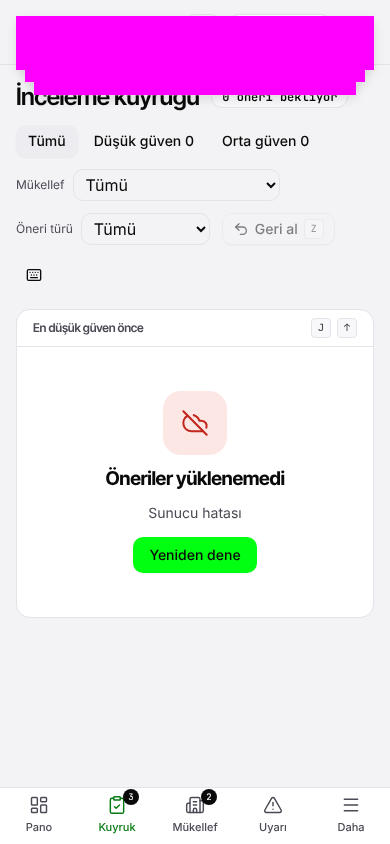 İnceleme kuyruğu 0 öneri bekliyor
Tümü Düşük güven 0 Orta güven 0
Mükellef Tümü
Öneri türü Tümü Geri al Z
En düşük güven önce J ↑
Öneriler yüklenemedi
Sunucu hatası
Yeniden dene
3 2
Pano Kuyruk Mükellef Uyarı Daha